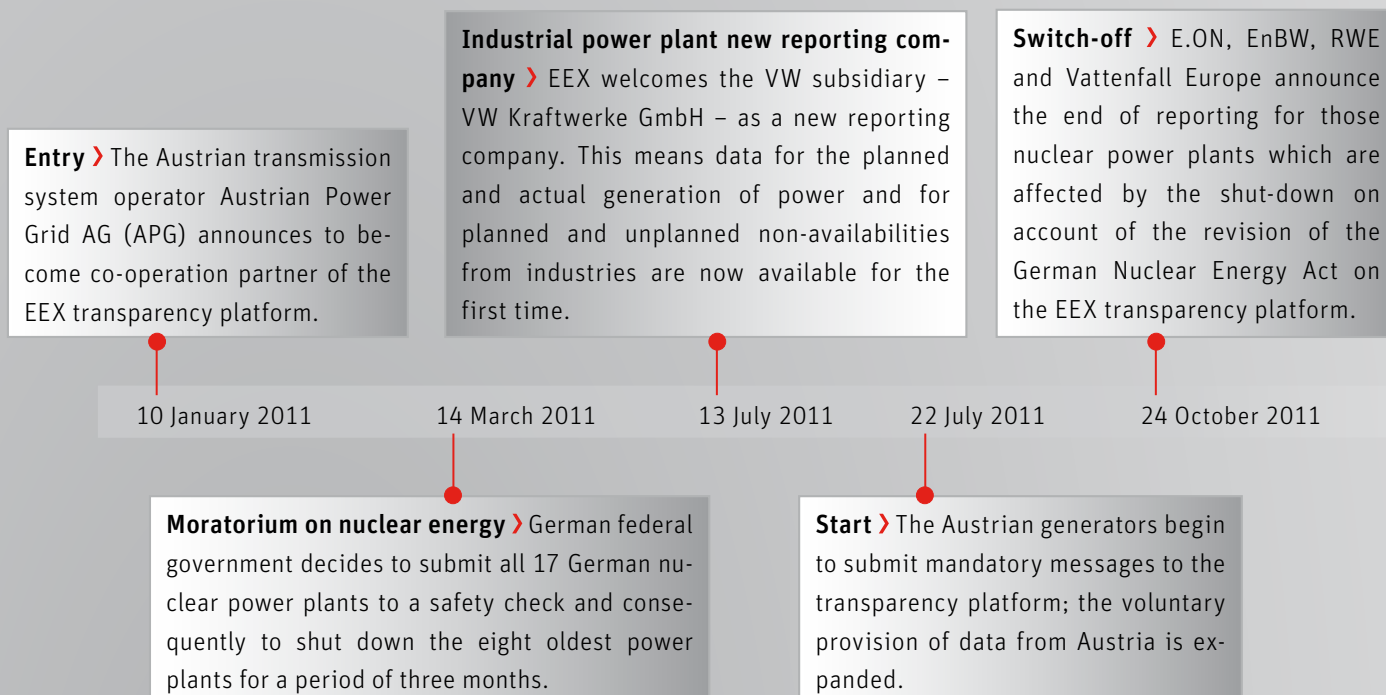 Entry › The Austrian transmission
system operator Austrian Power
Grid AG (APG) announces to be-
come co-operation partner of the
EEX transparency platform.
Industrial power plant new reporting com-
pany › EEX welcomes the VW subsidiary –
VW Kraftwerke GmbH – as a new reporting
company. This means data for the planned
and actual generation of power and for
planned and unplanned non-availabilities
from industries are now available for the
first time.
Switch-off › E.ON, EnBW, RWE
and Vattenfall Europe announce
the end of reporting for those
nuclear power plants which are
affected by the shut-down on
account of the revision of the
German Nuclear Energy Act on
the EEX transparency platform.
10 January 2011
14 March 2011
13 July 2011
22 July 2011
24 October 2011
Moratorium on nuclear energy › German federal
government decides to submit all 17 German nu-
clear power plants to a safety check and conse-
quently to shut down the eight oldest power
plants for a period of three months.
Start › The Austrian generators begin
to submit mandatory messages to the
transparency platform; the voluntary
provision of data from Austria is ex-
panded.